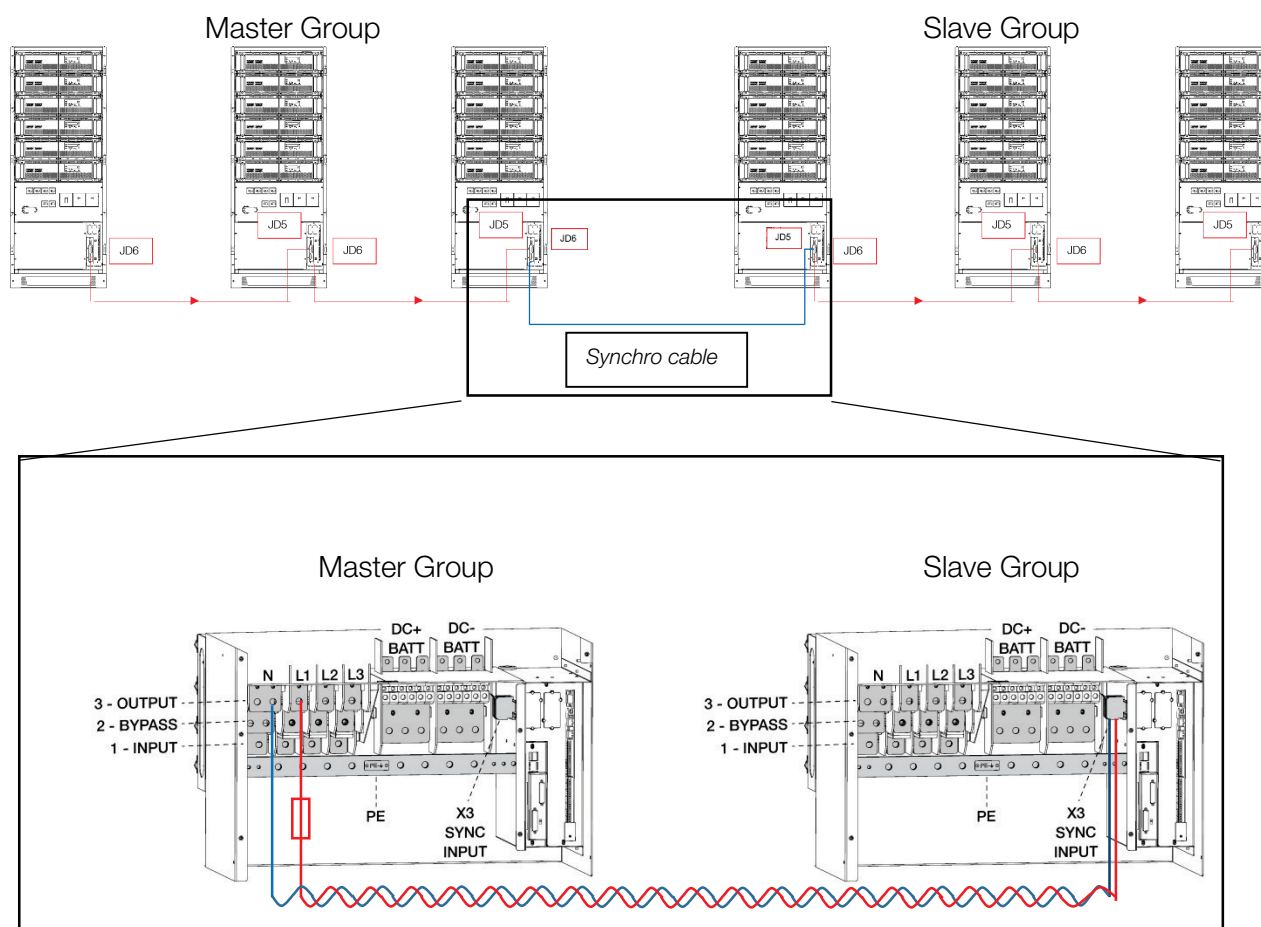 Master Group
Slave Group
JD5
JD5
JD5
JD5
JD5
JD6
JD6
JD6
JD6
JD6
Synchro cable
Master Group
Slave Group
DC+
BATT
DC-
BATT
N L1 L2 L3
3 - OUTPUT
2 - BYPASS
1 - INPUT
PE
PE
X3
SYNC
INPUT
DC+
BATT
DC-
BATT
N L1 L2 L3
3 - OUTPUT
2 - BYPASS
1 - INPUT
PE
PE
X3
SYNC
INPUT